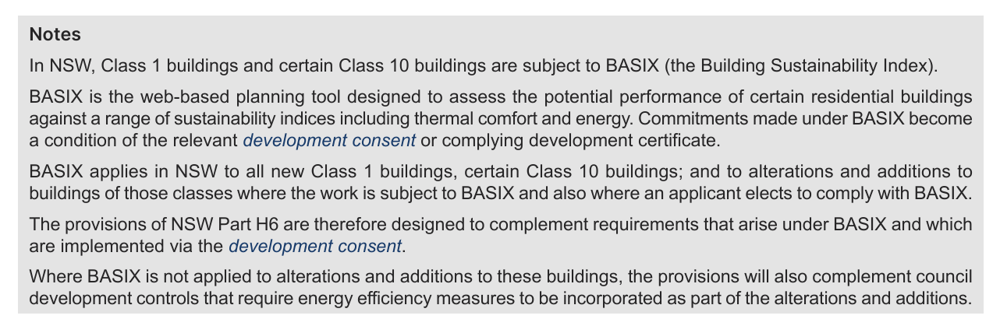 Notes
In NSW, Class 1 buildings and certain Class 10 buildings are subject to BASIX (the Building Sustainability Index).
BASIX is the web-based planning tool designed to assess the potential performance of certain residential buildings
against a range of sustainability indices including thermal comfort and energy. Commitments made under BASIX become
a condition of the relevant development consent or complying development certificate.
BASIX applies in NSW to all new Class 1 buildings, certain Class 10 buildings; and to alterations and additions to
buildings of those classes where the work is subject to BASIX and also where an applicant elects to comply with BASIX.
The provisions of NSW Part H6 are therefore designed to complement requirements that arise under BASIX and which
are implemented via the development consent.
Where BASIX is not applied to alterations and additions to these buildings, the provisions will also complement council
development controls that require energy efficiency measures to be incorporated as part of the alterations and additions.